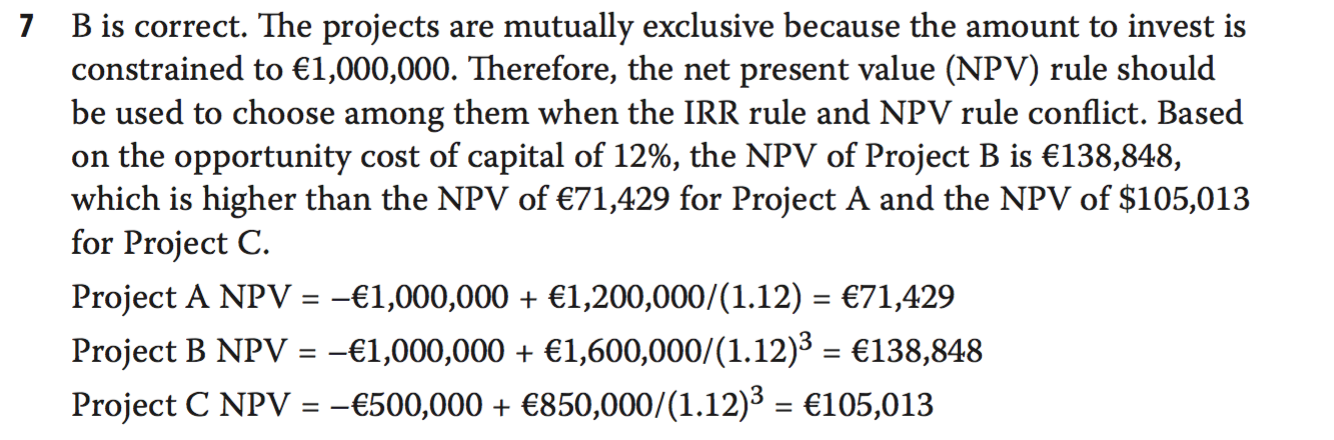 7 B is correct. The projects are mutually exclusive because the amount to invest is
constrained to €1,000,000. Therefore, the net present value (NPV) rule should
be used to choose among them when the IRR rule and NPV rule conflict. Based
on the opportunity cost of capital of 12%, the NPV of Project B is €138,848,
which is higher than the NPV of €71,429 for Project A and the NPV of $105,013
for Project C.
Project A NPV = –€1,000,000 + €1,200,000/(1.12) = €71,429
Project B NPV = –€1,000,000 + €1,600,000/(1.12)³ = €138,848
Project C NPV = –€500,000 + €850,000/(1.12)³ = €105,013